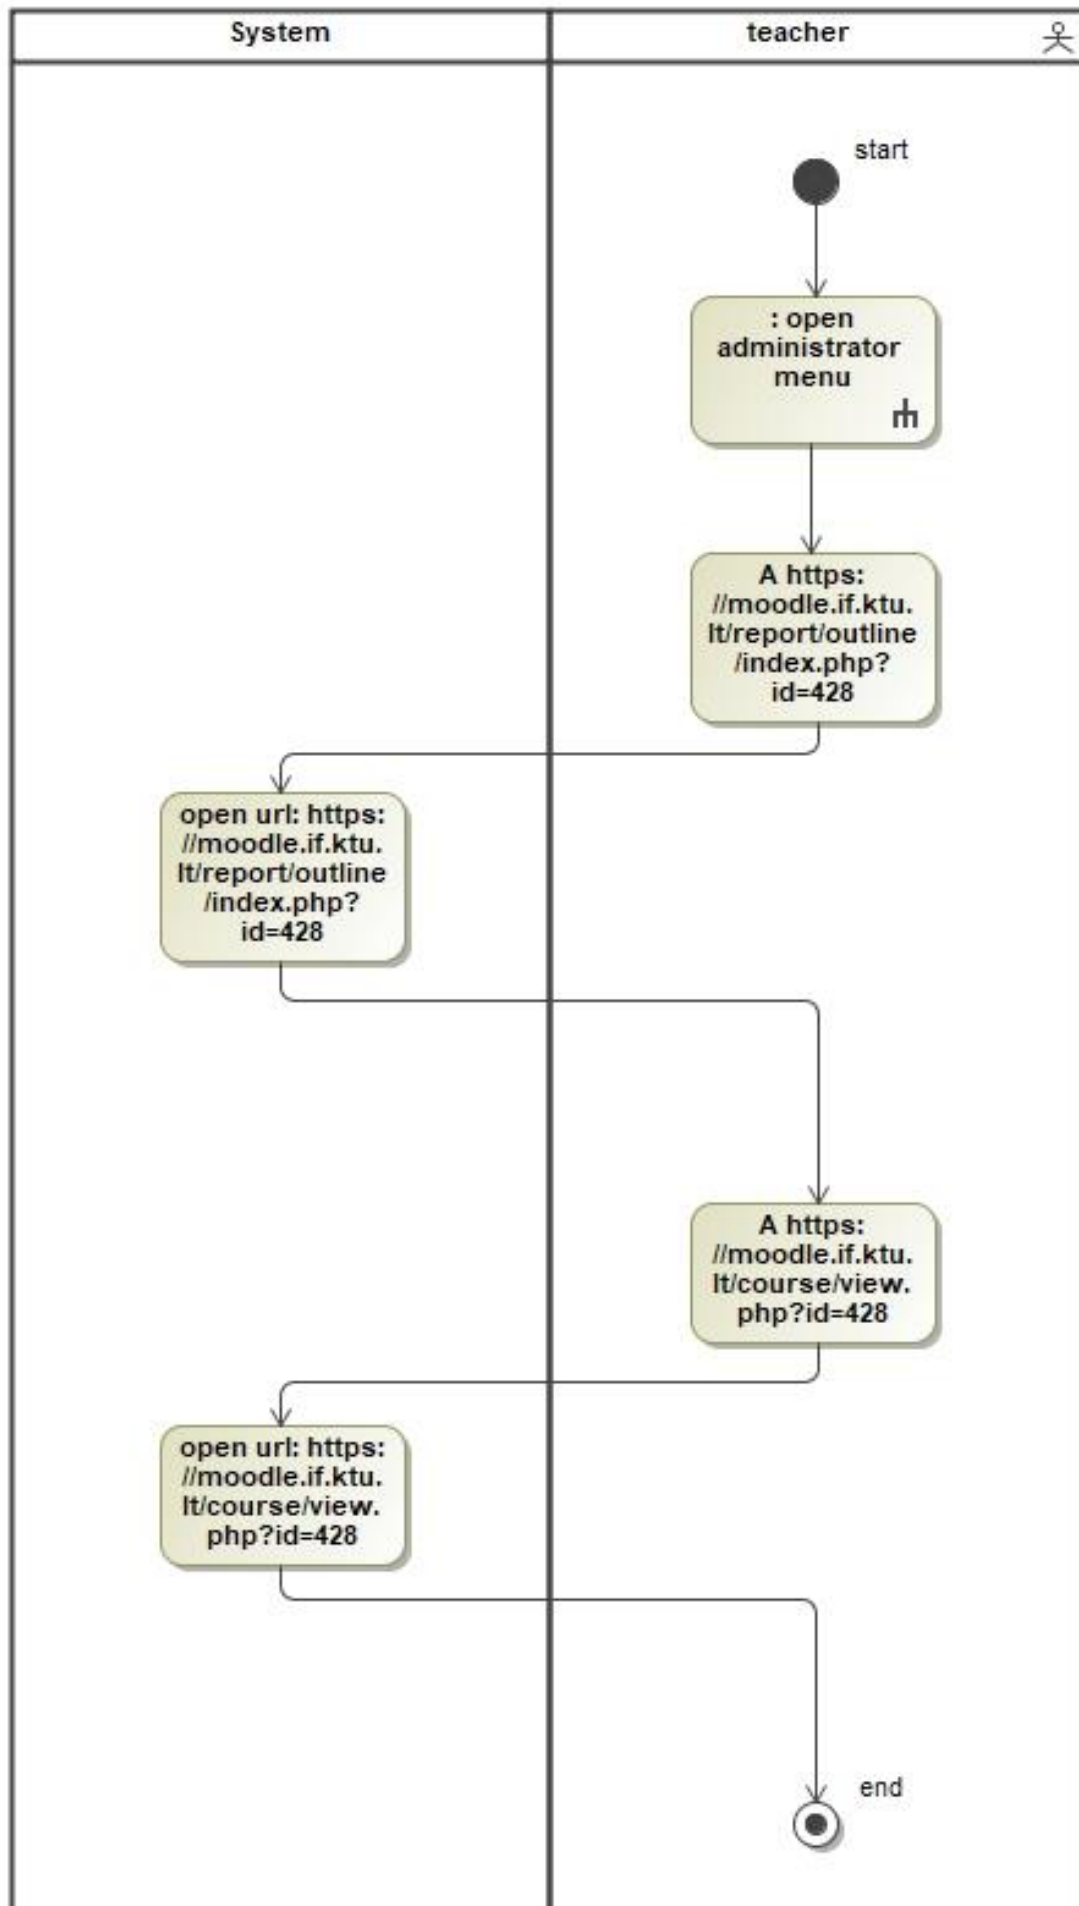 System
teacher
start
: open
administrator
menu
A https:
//moodle.if.ktu.
lt/report/outline
/index.php?
id=428
open url: https:
//moodle.if.ktu.
lt/report/outline
/index.php?
id=428
A https:
//moodle.if.ktu.
lt/course/view.
php?id=428
open url: https:
//moodle.if.ktu.
lt/course/view.
php?id=428
end